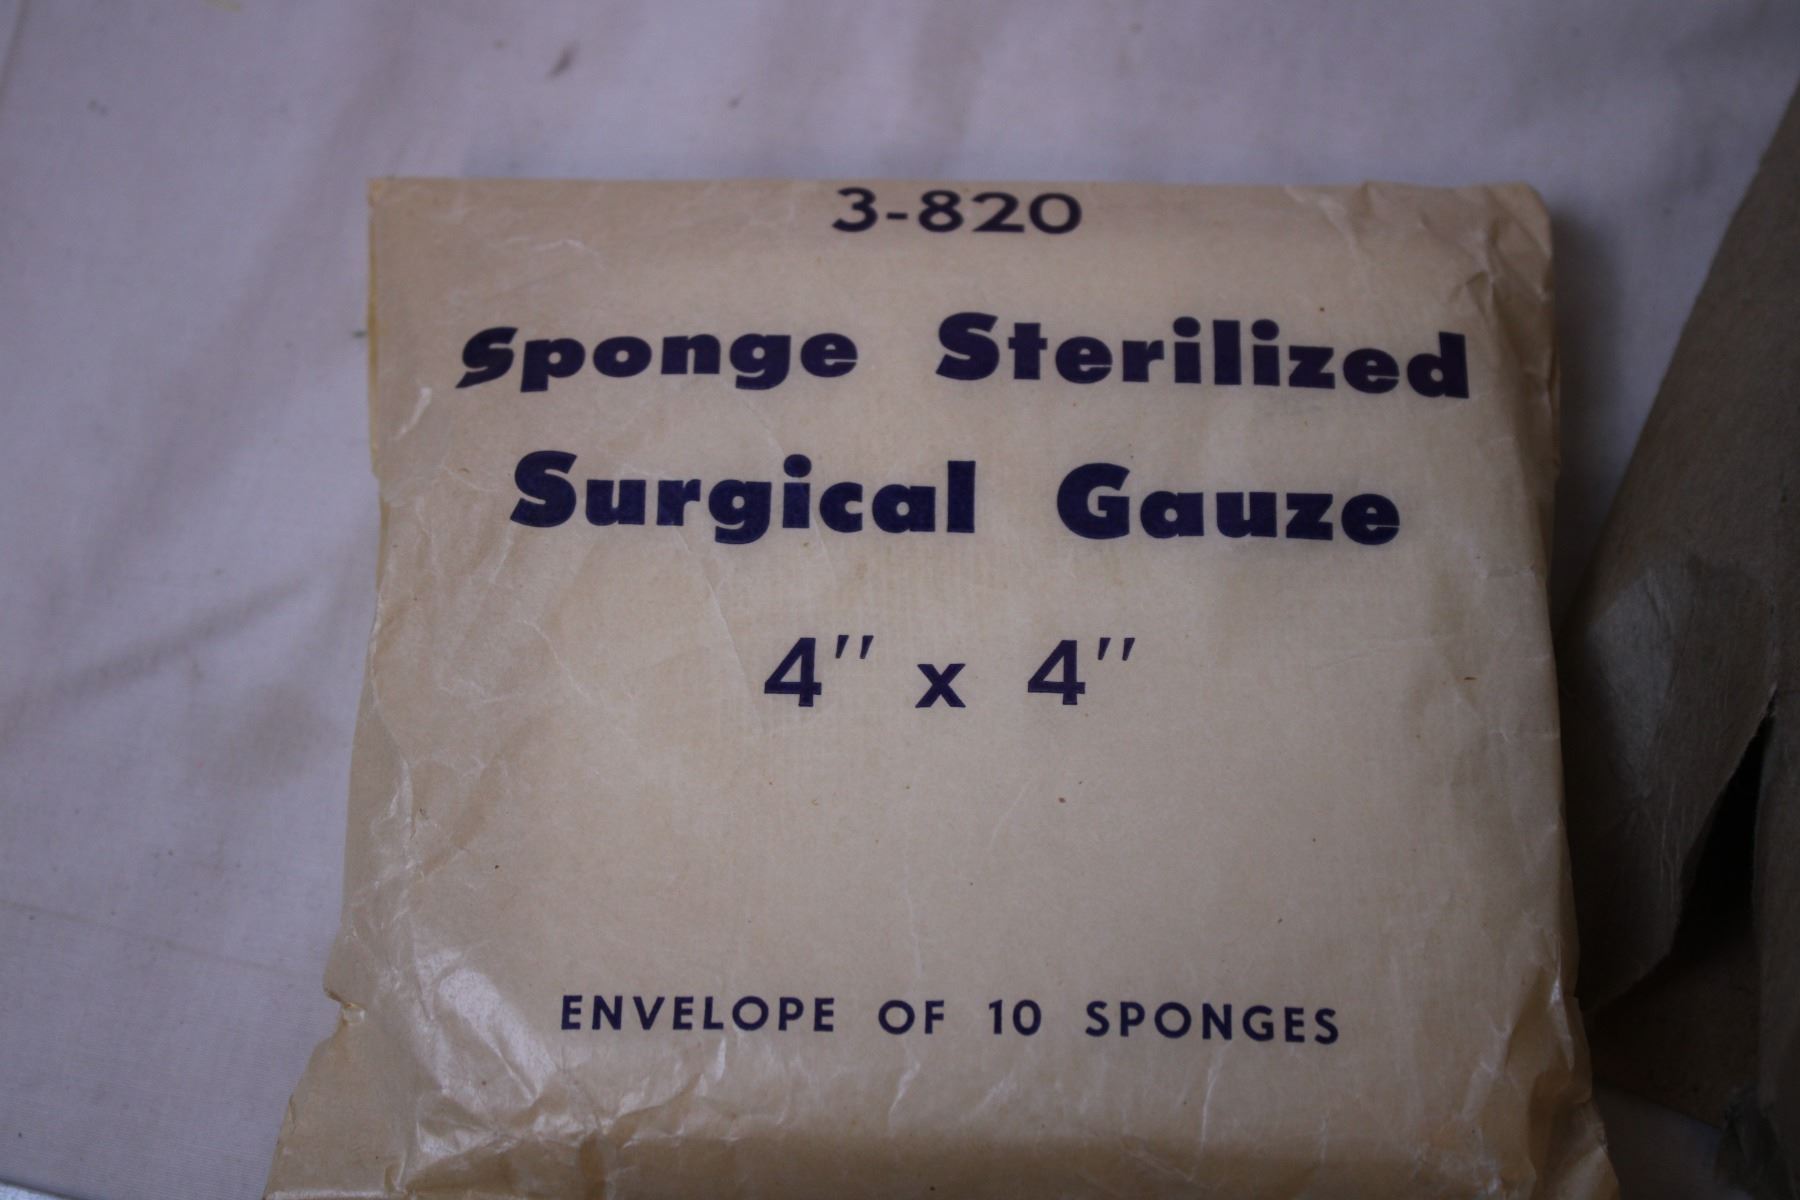 3-820
Sponge Sterilized
Surgical Gauze
4" x 4"
ENVELOPE OF 10 SPONGES